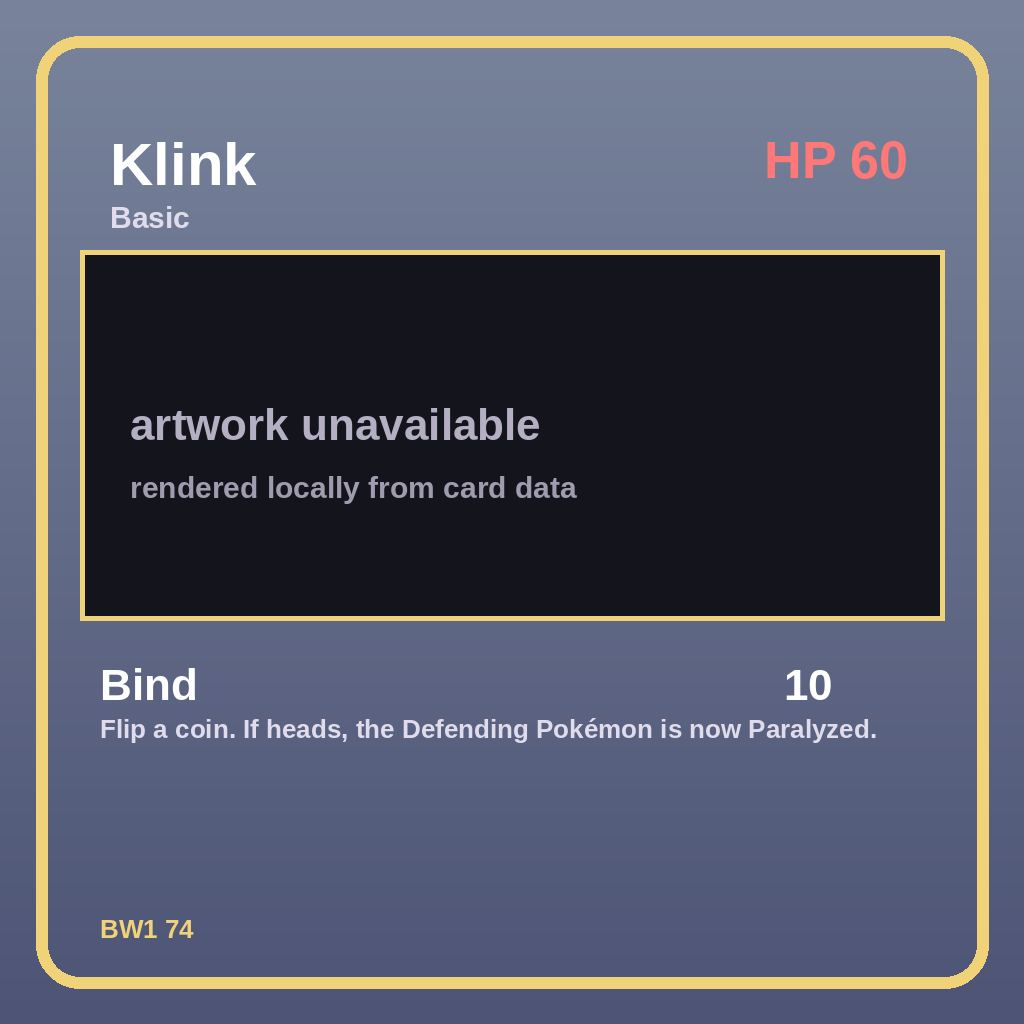 Klink
HP 60
Basic
artwork unavailable
rendered locally from card data
Bind
10
Flip a coin. If heads, the Defending Pokémon is now Paralyzed.
BW1 74